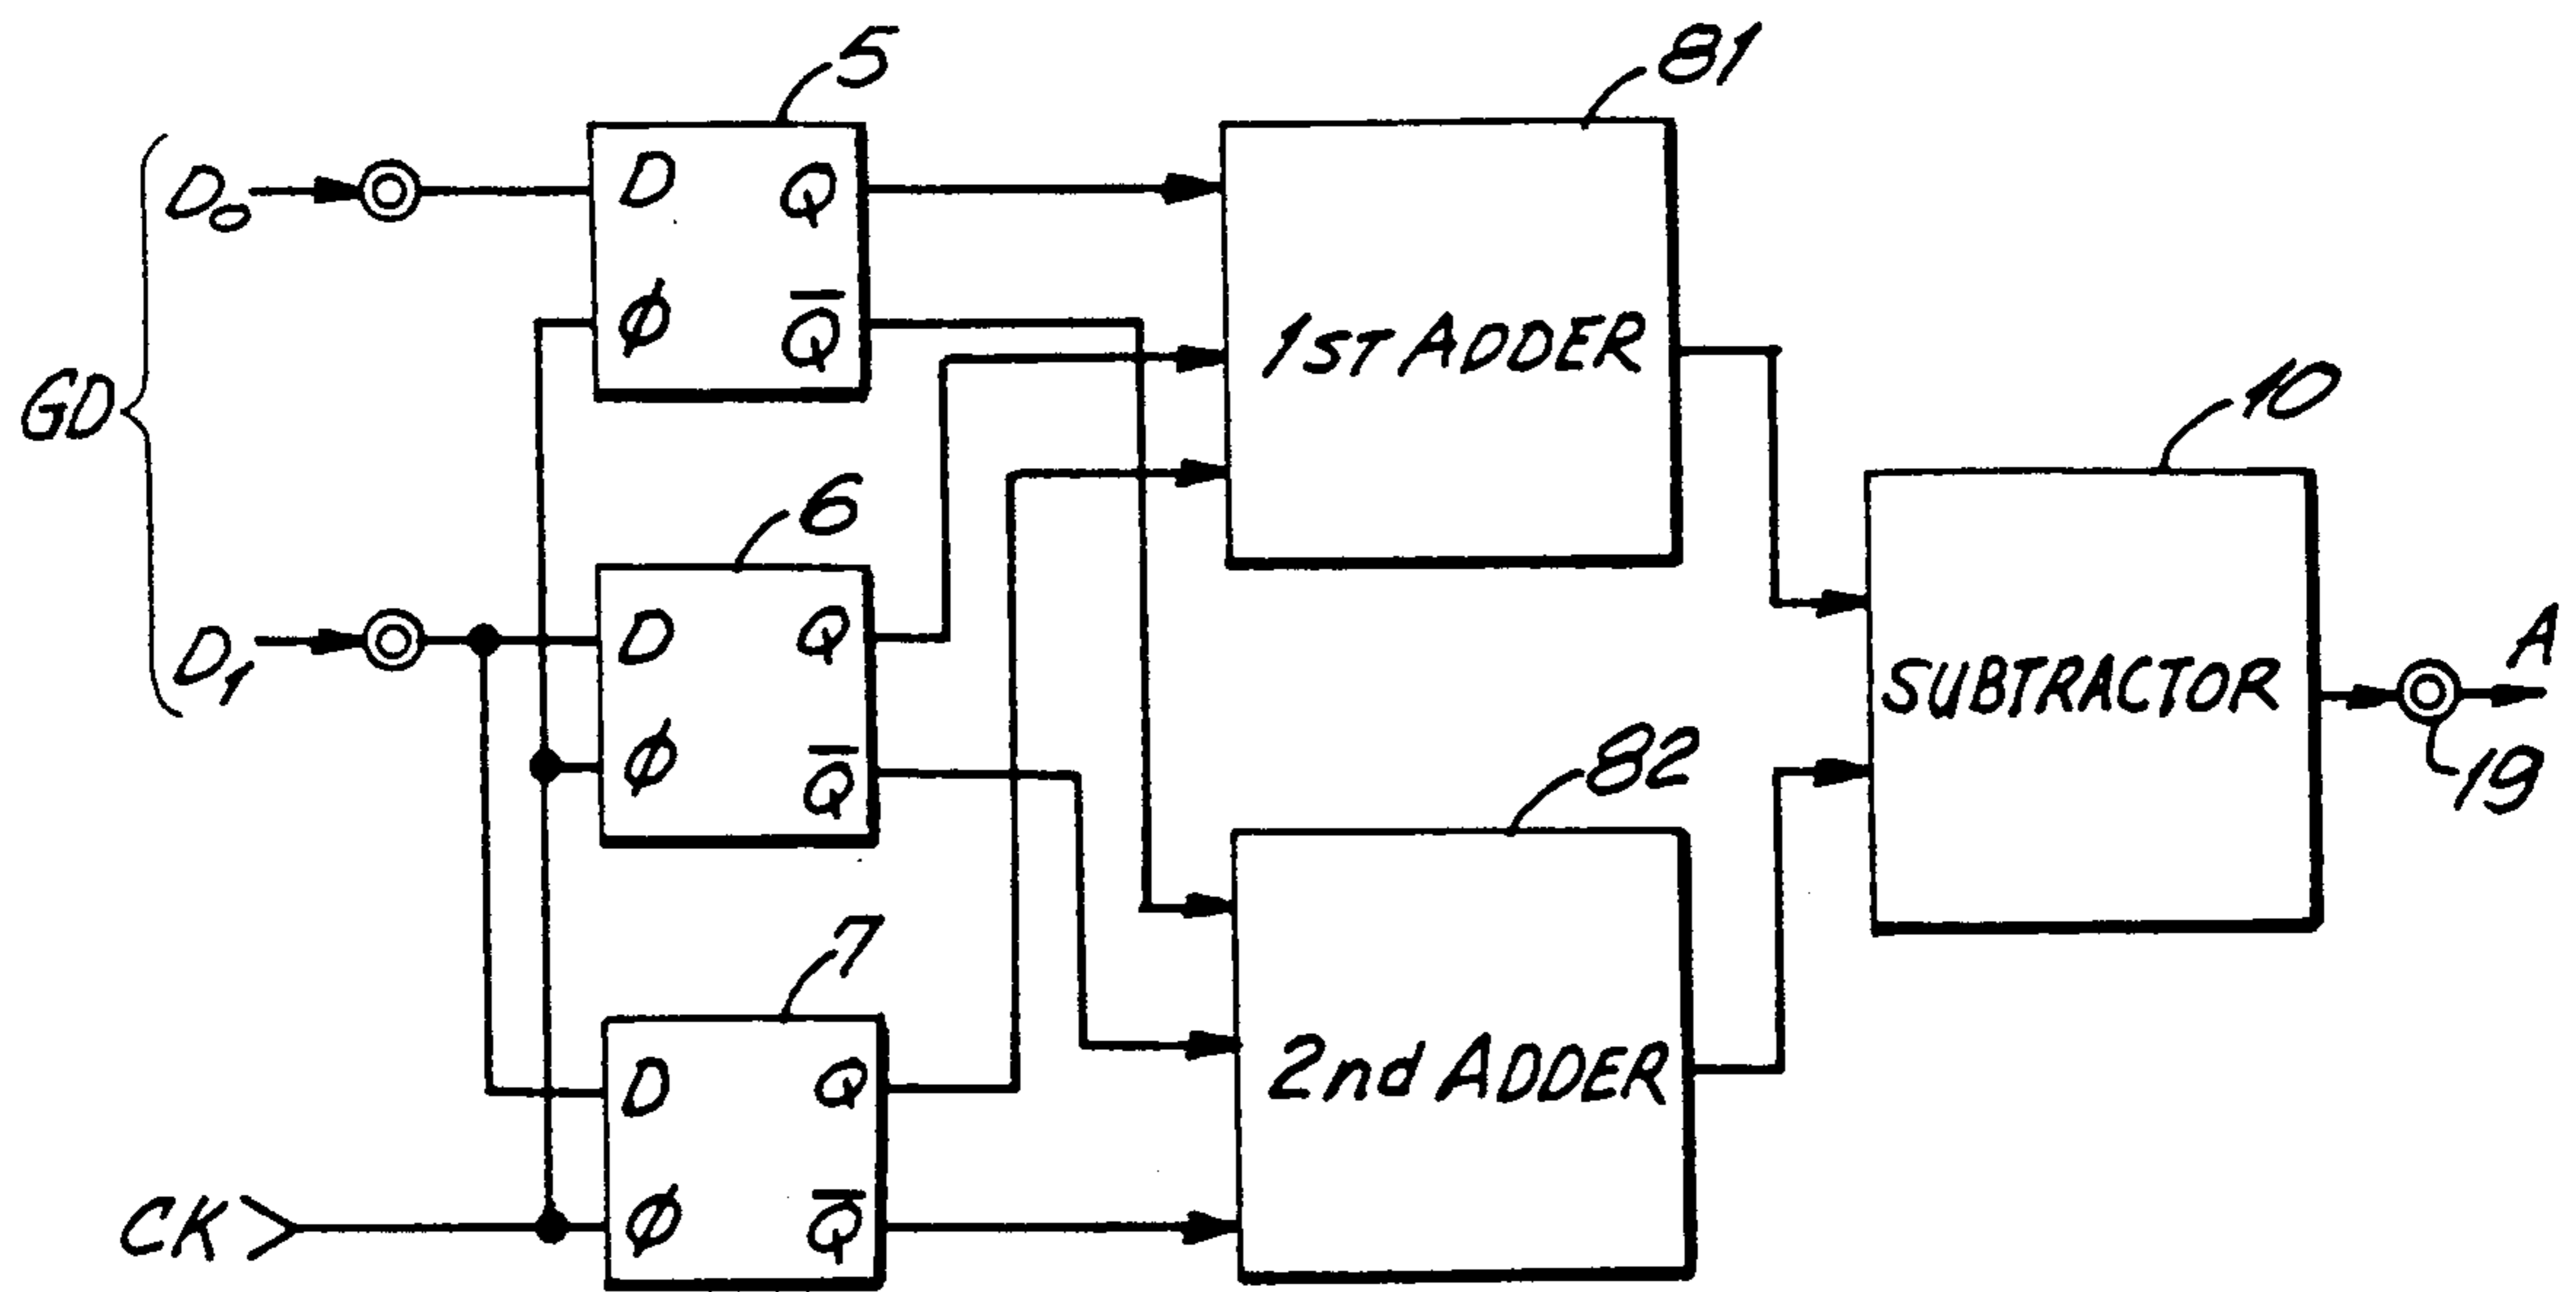 5
81
D₀
D Q
φ Q̅
1ST ADDER
GD
10
6
D₁
D Q
φ Q̅
SUBTRACTOR
A
19
82
7
D Q
2nd ADDER
CK
φ Q̅